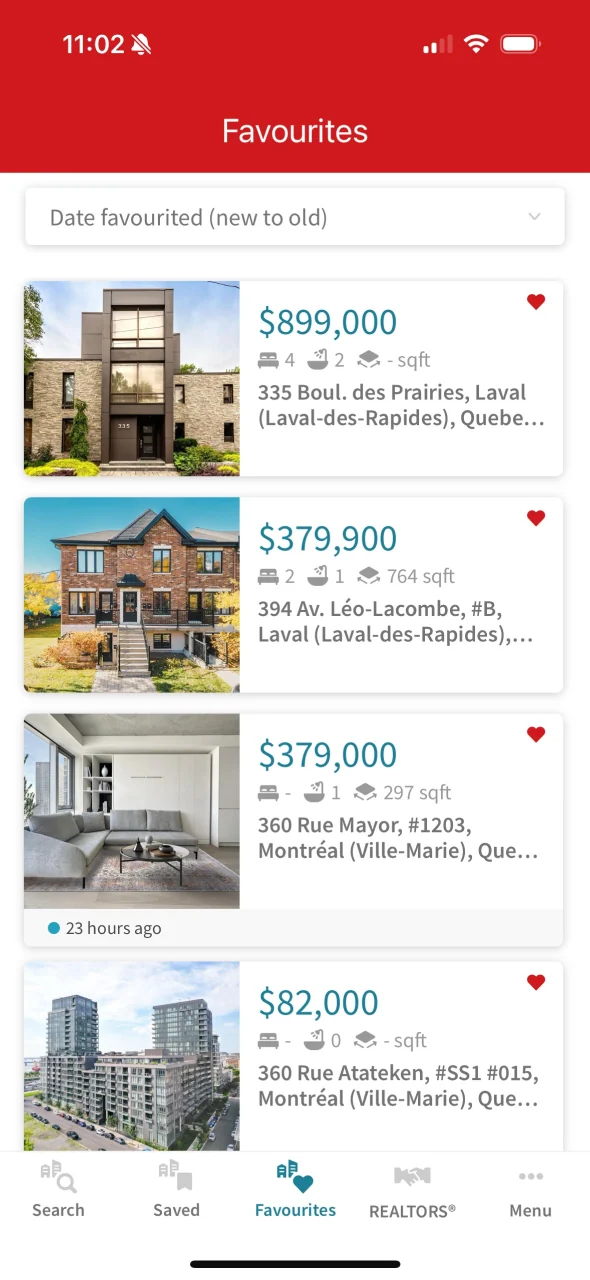 11:02
Favourites
Date favourited (new to old)
$899,000
4 2 - sqft
335 Boul. des Prairies, Laval
(Laval-des-Rapides), Quebe...
335
$379,900
2 1 764 sqft
394 Av. Léo-Lacombe, #B,
Laval (Laval-des-Rapides),...
$379,000
- 1 297 sqft
360 Rue Mayor, #1203,
Montréal (Ville-Marie), Que...
23 hours ago
$82,000
- 0 - sqft
360 Rue Atateken, #SS1 #015,
Montréal (Ville-Marie), Que...
Search Saved Favourites REALTORS® Menu